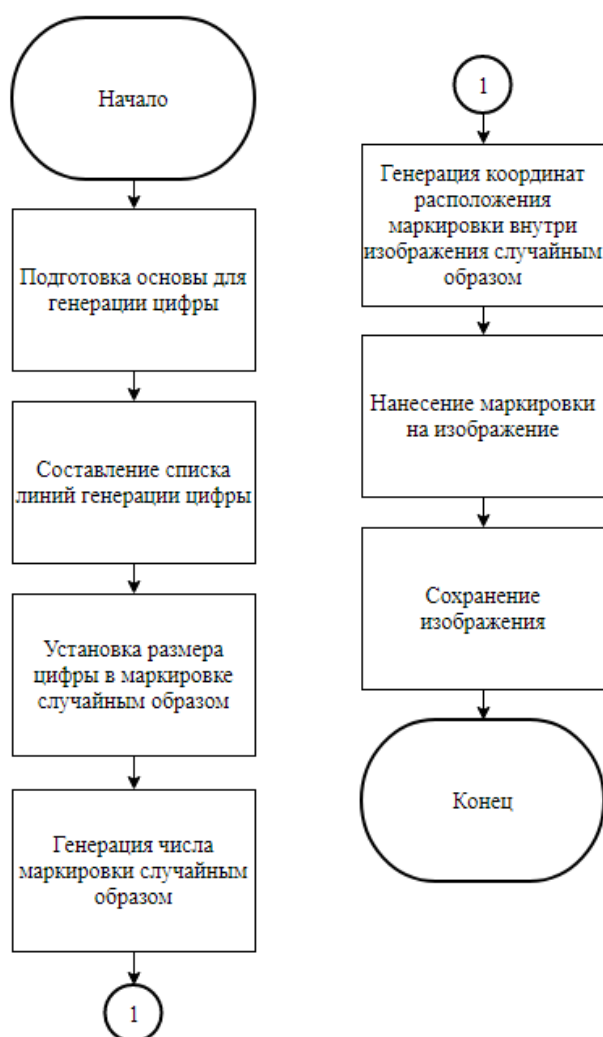 Начало
Подготовка основы для
генерации цифры
Составление списка
линий генерации цифры
Установка размера
цифры в маркировке
случайным образом
Генерация числа
маркировки случайным
образом
1
1
Генерация координат
расположения
маркировки внутри
изображения случайным
образом
Нанесение маркировки
на изображение
Сохранение
изображения
Конец